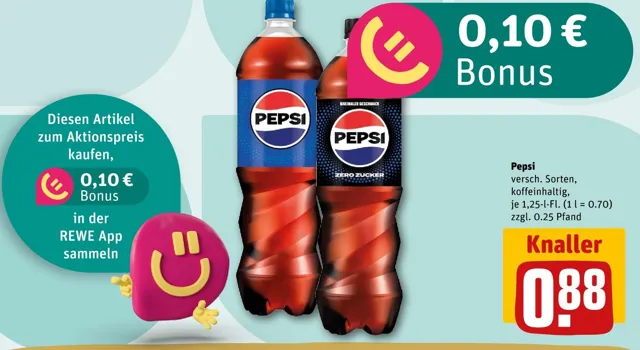 0,10 €
Bonus
Diesen Artikel
zum Aktionspreis
kaufen,
0,10 €
Bonus
in der
REWE App
sammeln
PEPSI
MAXIMALER GESCHMACK
PEPSI
ZERO ZUCKER
Pepsi
versch. Sorten,
koffeinhaltig,
je 1,25-l-Fl. (1 l = 0.70)
zzgl. 0.25 Pfand
Knaller
0.88